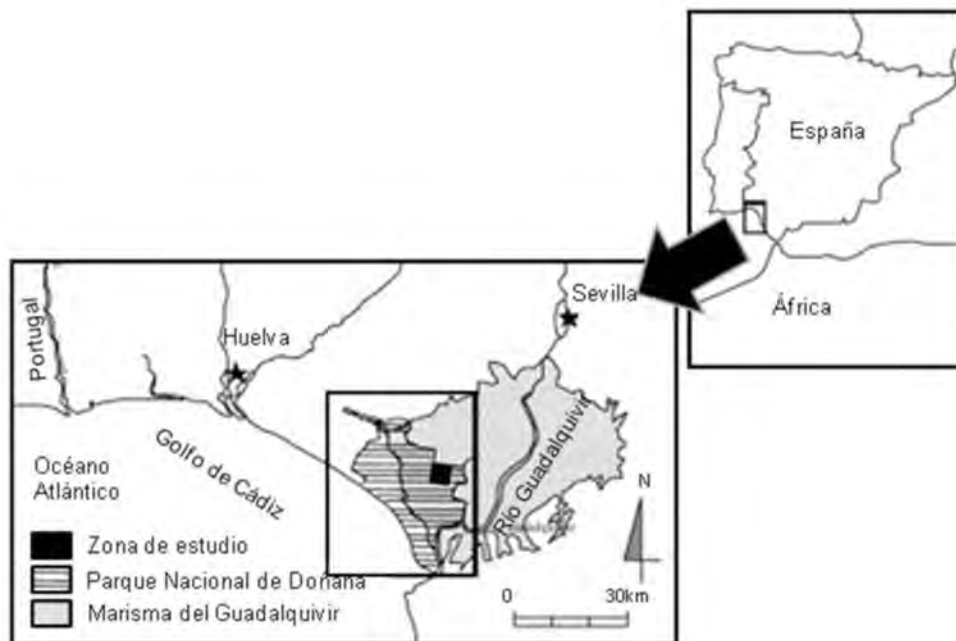 España
África
Sevilla
Huelva
Portugal
Golfo de Cádiz
Río Guadalquivir
Océano
Atlántico
N
Zona de estudio
Parque Nacional de Doñana
Marisma del Guadalquivir
0 30km